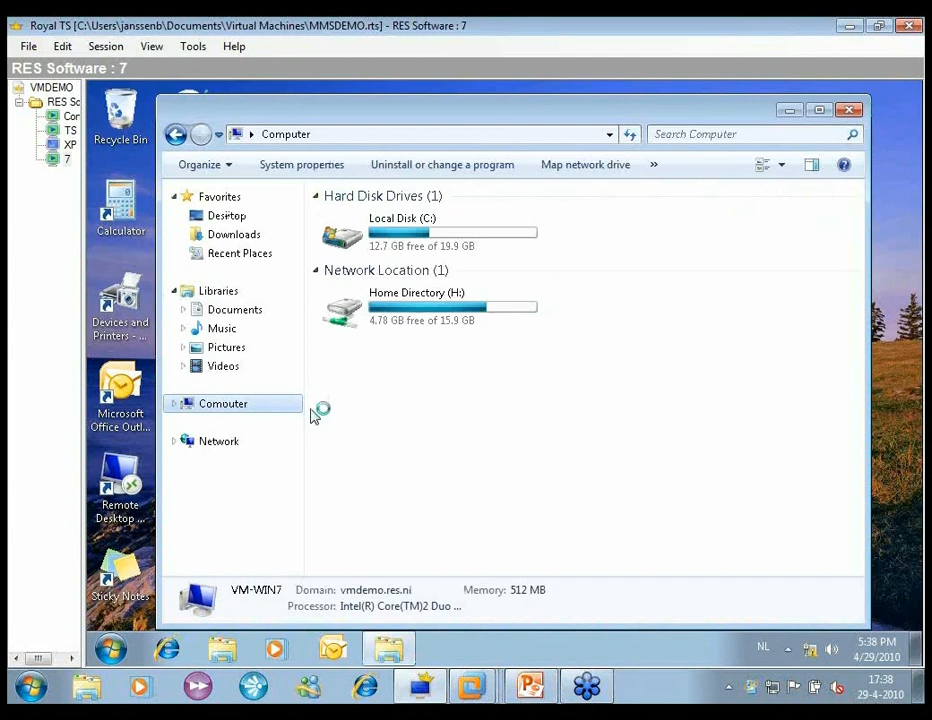 Royal TS [C:\Users\janssenb\Documents\Virtual Machines\MMSDEMO.rts] - RES Software : 7
File Edit Session View Tools Help
RES Software : 7
VMDEMO
RES So
Con
TS
XP
7
Recycle Bin
Calculator
Devices and
Printers - ...
Microsoft
Office Outl...
Remote
Desktop ...
Sticky Notes
Computer
Search Computer
Organize System properties Uninstall or change a program Map network drive »
Favorites
Desktop
Downloads
Recent Places
Libraries
Documents
Music
Pictures
Videos
Computer
Network
Hard Disk Drives (1)
Local Disk (C:)
12.7 GB free of 19.9 GB
Network Location (1)
Home Directory (H:)
4.78 GB free of 15.9 GB
VM-WIN7 Domain: vmdemo.res.nl Memory: 512 MB
Processor: Intel(R) Core(TM)2 Duo ...
NL
5:38 PM
4/29/2010
17:38
29-4-2010